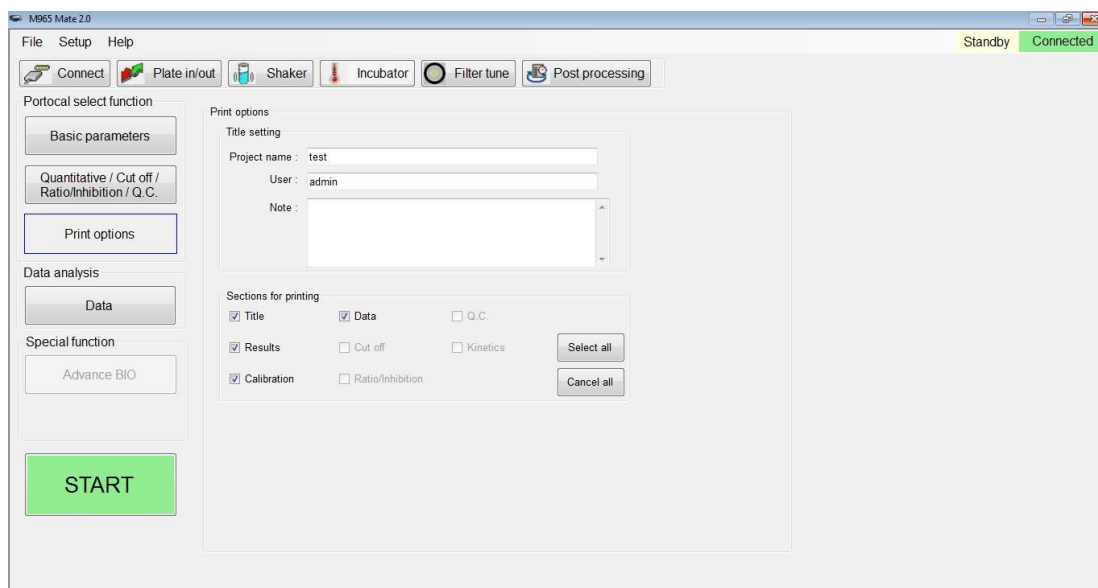 M965 Mate 2.0
File Setup Help Standby Connected
Connect Plate in/out Shaker Incubator Filter tune Post processing
Portocal select function
Basic parameters
Quantitative / Cut off /
Ratio/Inhibition / Q.C.
Print options
Data analysis
Data
Special function
Advance BIO
START
Print options
Title setting
Project name : test
User : admin
Note :
Sections for printing
Title Data Q.C.
Results Cut off Kinetics Select all
Calibration Ratio/Inhibition Cancel all